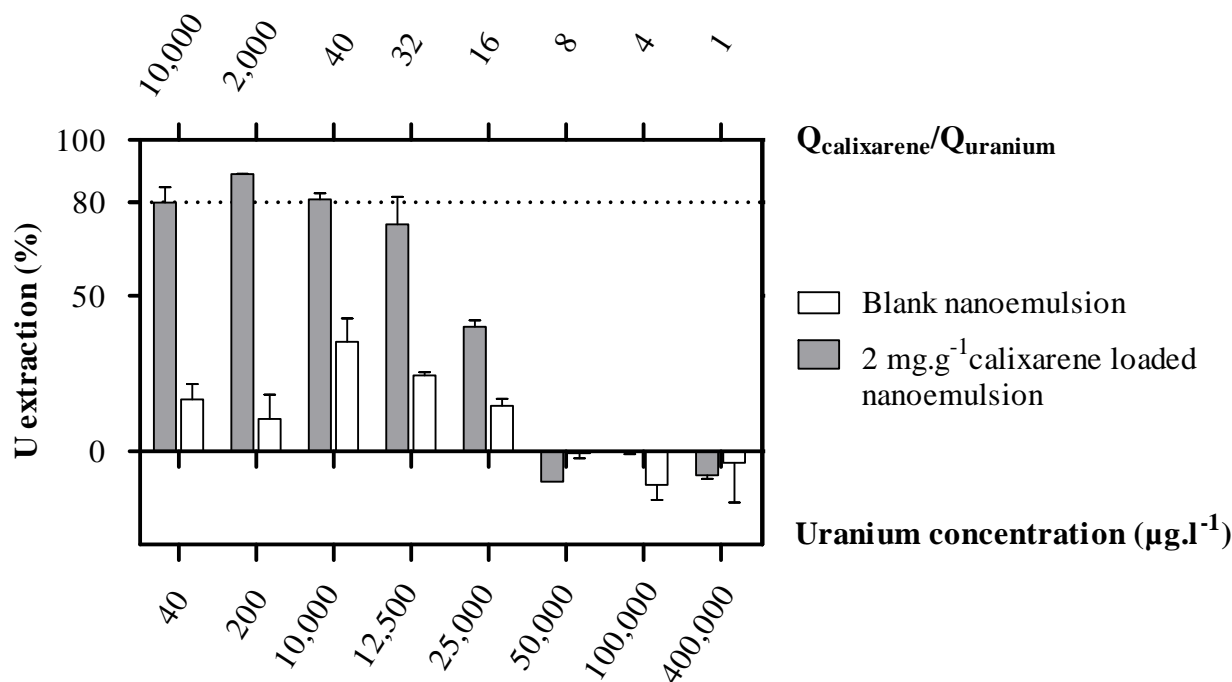 10,000 2,000 40 32 16 8 4 1
Q_calixarene/Q_uranium
100
80
50
0
U extraction (%)
Blank nanoemulsion
2 mg.g⁻¹calixarene loaded
nanoemulsion
Uranium concentration (µg.l⁻¹)
40 200 10,000 12,500 25,000 50,000 100,000 400,000